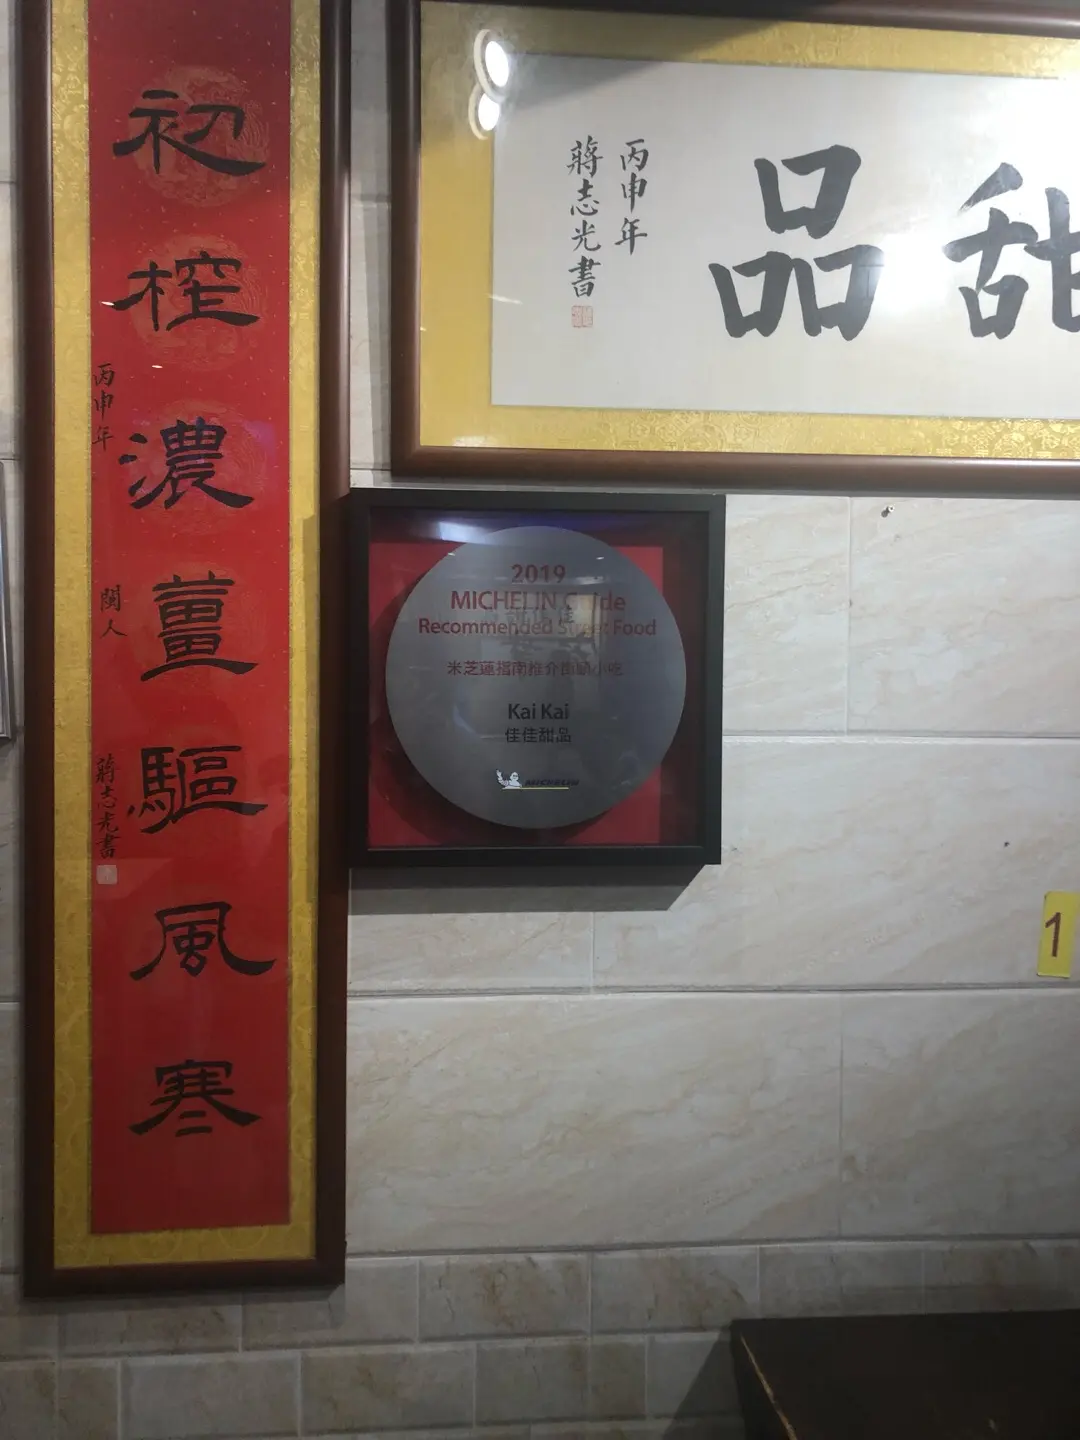 初榨濃薑驅風寒
丙申年
閩人
蔣志光書
甜品
丙申年
蔣志光書
2019
MICHELIN Guide
Recommended Street Food
米芝蓮指南推介街頭小吃
Kai Kai
佳佳甜品
MICHELIN
1